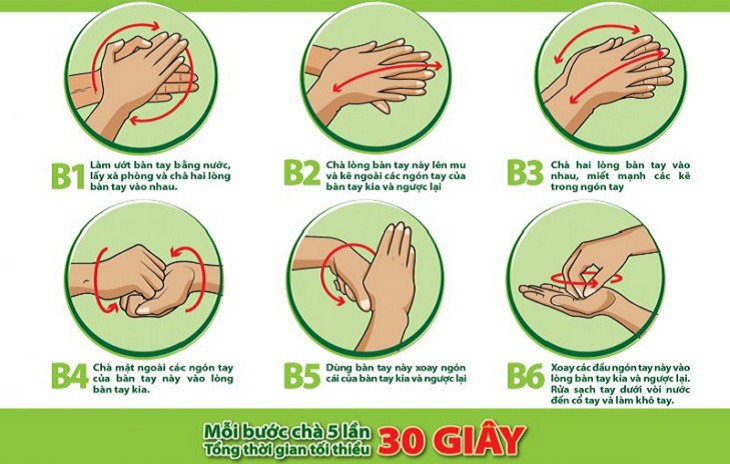 B1
Làm ướt bàn tay bằng nước,
lấy xà phòng và chà hai lòng
bàn tay vào nhau.
B2
Chà lòng bàn tay này lên mu
và kẽ ngoài các ngón tay của
bàn tay kia và ngược lại
B3
Chà hai lòng bàn tay vào
nhau, miết mạnh các kẽ
trong ngón tay
B4
Chà mặt ngoài các ngón tay
của bàn tay này vào lòng
bàn tay kia.
B5
Dùng bàn tay này xoay ngón
cái của bàn tay kia và ngược lại
B6
Xoay các đầu ngón tay này vào
lòng bàn tay kia và ngược lại.
Rửa sạch tay dưới vòi nước
đến cổ tay và làm khô tay.
Mỗi bước chà 5 lần
Tổng thời gian tối thiểu
30 GIÂY